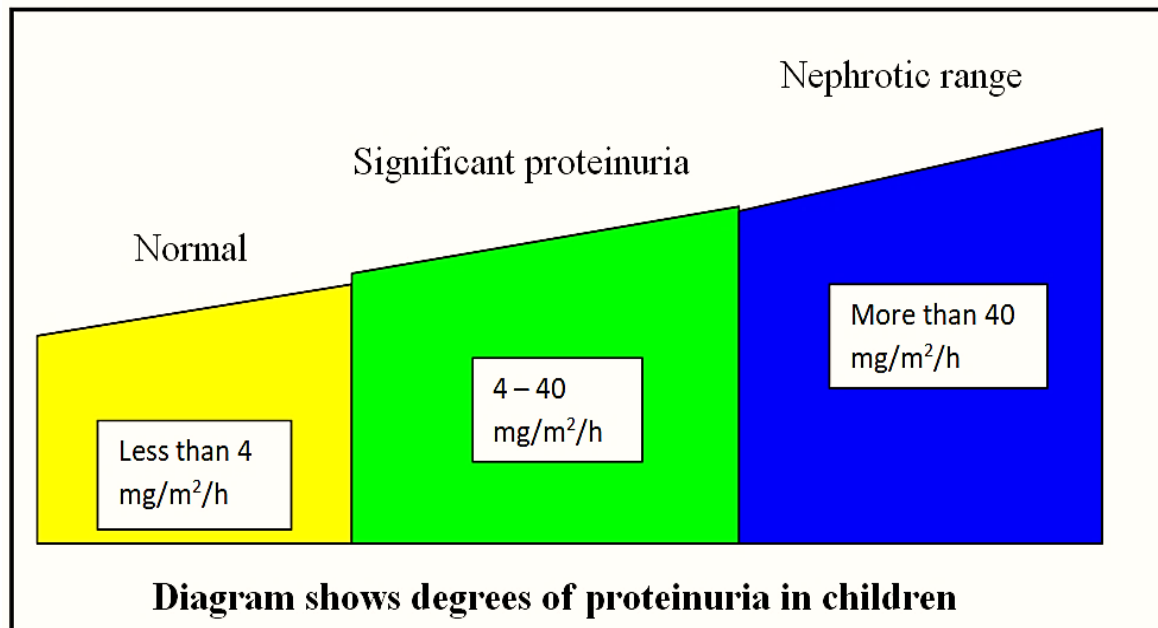 Nephrotic range
Significant proteinuria
Normal
More than 40
mg/m²/h
4 – 40
mg/m²/h
Less than 4
mg/m²/h
Diagram shows degrees of proteinuria in children